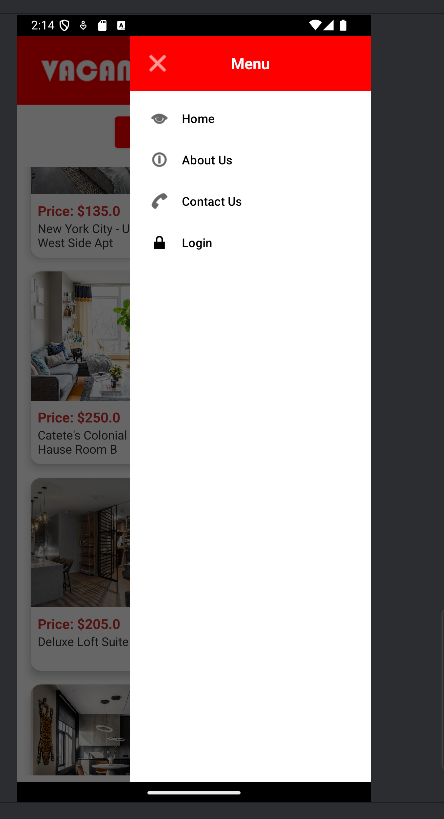 2:14
VACAN
Menu
Home
About Us
Contact Us
Login
Price: $135.0
New York City - U
West Side Apt
Price: $250.0
Catete's Colonial
Hause Room B
Price: $205.0
Deluxe Loft Suite